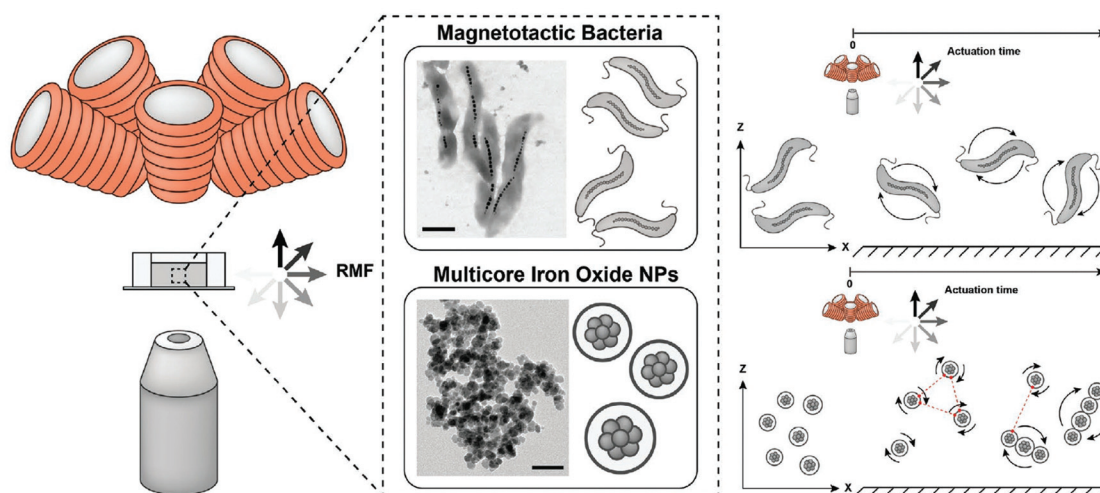 RMF
Magnetotactic Bacteria
Multicore Iron Oxide NPs
0
Actuation time
Z
X
0
Actuation time
Z
X